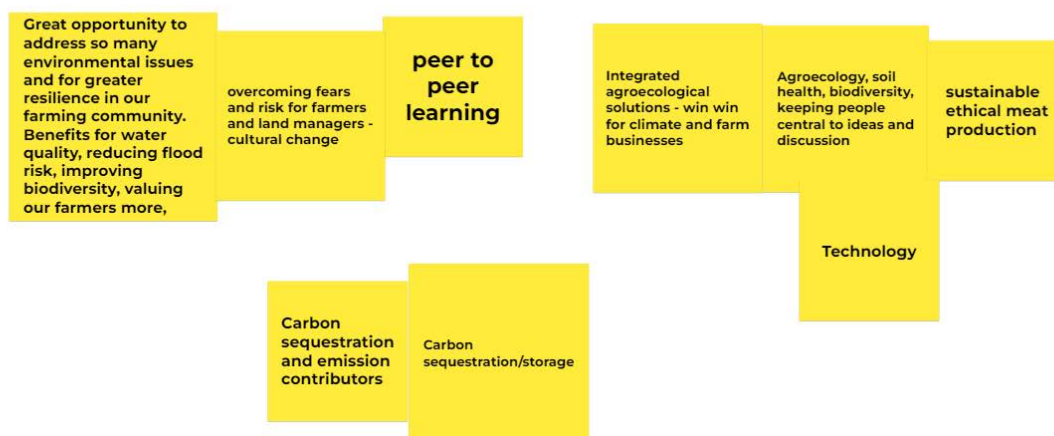 Great opportunity to
address so many
environmental issues
and for greater
resilience in our
farming community.
Benefits for water
quality, reducing flood
risk, improving
biodiversity, valuing
our farmers more,
overcoming fears
and risk for farmers
and land managers -
cultural change
peer to
peer
learning
Integrated
agroecological
solutions - win win
for climate and farm
businesses
Agroecology, soil
health, biodiversity,
keeping people
central to ideas and
discussion
sustainable
ethical meat
production
Technology
Carbon
sequestration
and emission
contributors
Carbon
sequestration/storage